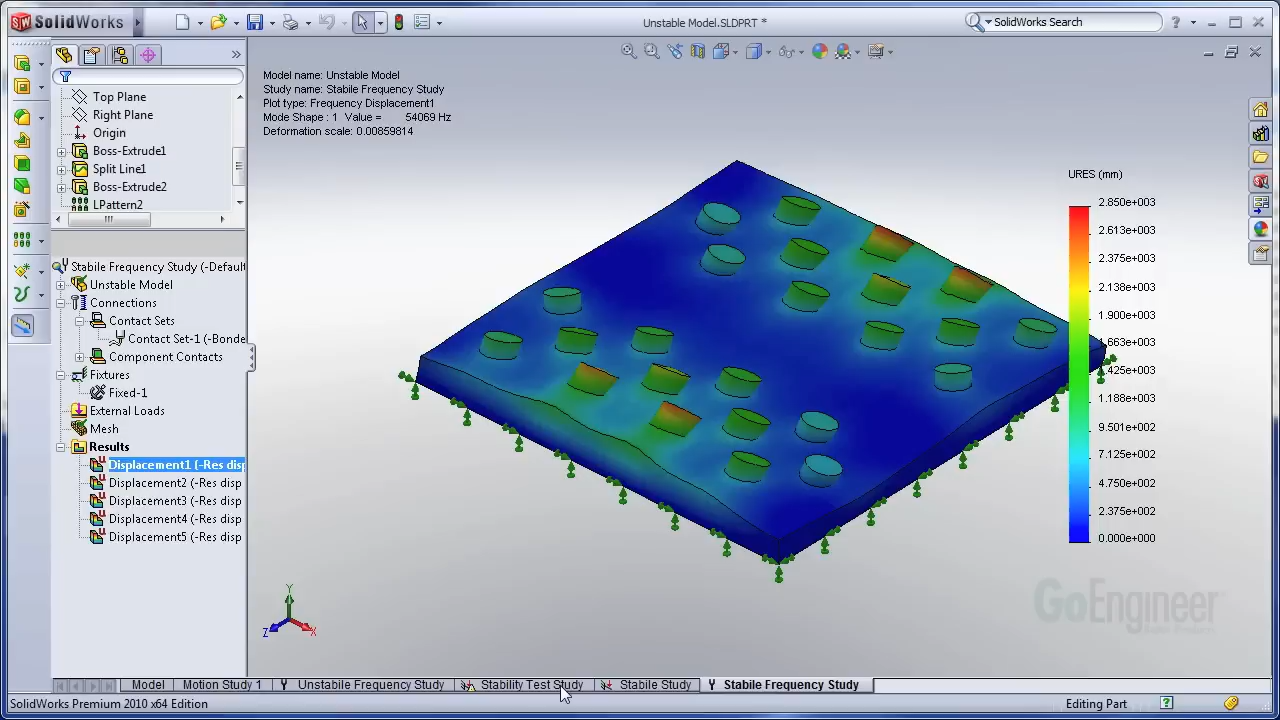 SolidWorks
Unstable Model.SLDPRT *
SolidWorks Search
Model name: Unstable Model
Study name: Stabile Frequency Study
Plot type: Frequency Displacement1
Mode Shape : 1 Value = 54069 Hz
Deformation scale: 0.00859814
Top Plane
Right Plane
Origin
Boss-Extrude1
Split Line1
Boss-Extrude2
LPattern2
Stabile Frequency Study (-Default
Unstable Model
Connections
Contact Sets
Contact Set-1 (-Bonde
Component Contacts
Fixtures
Fixed-1
External Loads
Mesh
Results
Displacement1 (-Res disp
Displacement2 (-Res disp
Displacement3 (-Res disp
Displacement4 (-Res disp
Displacement5 (-Res disp
URES (mm)
2.850e+003
2.613e+003
2.375e+003
2.138e+003
1.900e+003
663e+003
425e+003
1.188e+003
9.501e+002
7.126e+002
4.750e+002
2.375e+002
0.000e+000
Y
Z
X
GoEngineer
Model
Motion Study 1
Unstabile Frequency Study
Stability Test Study
Stabile Study
Stabile Frequency Study
SolidWorks Premium 2010 x64 Edition
Editing Part